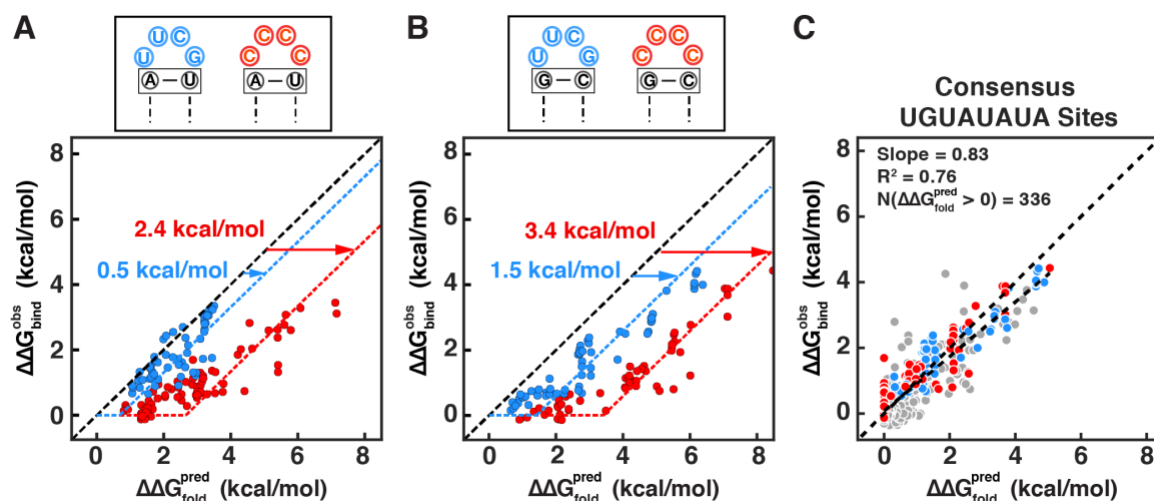 A
U C
U G
A – U
C C
C C
A – U
8
6
4
2
0
ΔΔG^obs_bind (kcal/mol)
2.4 kcal/mol
0.5 kcal/mol
0 2 4 6 8
ΔΔG^pred_fold (kcal/mol)
B
U C
U G
G – C
C C
C C
G – C
8
6
4
2
0
ΔΔG^obs_bind (kcal/mol)
3.4 kcal/mol
1.5 kcal/mol
0 2 4 6 8
ΔΔG^pred_fold (kcal/mol)
C
Consensus
UGUAUAUA Sites
8
6
4
2
0
ΔΔG^obs_bind (kcal/mol)
Slope = 0.83
R² = 0.76
N(ΔΔG^pred_fold > 0) = 336
0 2 4 6 8
ΔΔG^pred_fold (kcal/mol)